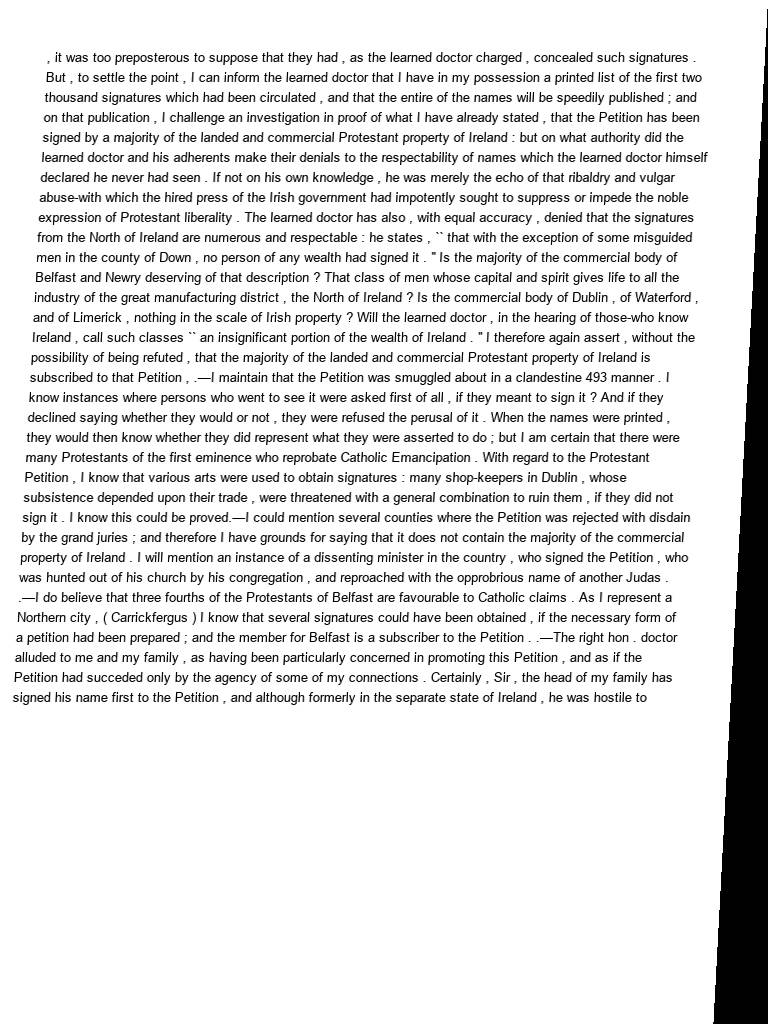 , it was too preposterous to suppose that they had , as the learned doctor charged , concealed such signatures .
But , to settle the point , I can inform the learned doctor that I have in my possession a printed list of the first two
thousand signatures which had been circulated , and that the entire of the names will be speedily published ; and
on that publication , I challenge an investigation in proof of what I have already stated , that the Petition has been
signed by a majority of the landed and commercial Protestant property of Ireland : but on what authority did the
learned doctor and his adherents make their denials to the respectability of names which the learned doctor himself
declared he never had seen . If not on his own knowledge , he was merely the echo of that ribaldry and vulgar
abuse-with which the hired press of the Irish government had impotently sought to suppress or impede the noble
expression of Protestant liberality . The learned doctor has also , with equal accuracy , denied that the signatures
from the North of Ireland are numerous and respectable : he states , `` that with the exception of some misguided
men in the county of Down , no person of any wealth had signed it . " Is the majority of the commercial body of
Belfast and Newry deserving of that description ? That class of men whose capital and spirit gives life to all the
industry of the great manufacturing district , the North of Ireland ? Is the commercial body of Dublin , of Waterford ,
and of Limerick , nothing in the scale of Irish property ? Will the learned doctor , in the hearing of those-who know
Ireland , call such classes `` an insignificant portion of the wealth of Ireland . " I therefore again assert , without the
possibility of being refuted , that the majority of the landed and commercial Protestant property of Ireland is
subscribed to that Petition , .—I maintain that the Petition was smuggled about in a clandestine 493 manner . I
know instances where persons who went to see it were asked first of all , if they meant to sign it ? And if they
declined saying whether they would or not , they were refused the perusal of it . When the names were printed ,
they would then know whether they did represent what they were asserted to do ; but I am certain that there were
many Protestants of the first eminence who reprobate Catholic Emancipation . With regard to the Protestant
Petition , I know that various arts were used to obtain signatures : many shop-keepers in Dublin , whose
subsistence depended upon their trade , were threatened with a general combination to ruin them , if they did not
sign it . I know this could be proved.—I could mention several counties where the Petition was rejected with disdain
by the grand juries ; and therefore I have grounds for saying that it does not contain the majority of the commercial
property of Ireland . I will mention an instance of a dissenting minister in the country , who signed the Petition , who
was hunted out of his church by his congregation , and reproached with the opprobrious name of another Judas .
.—I do believe that three fourths of the Protestants of Belfast are favourable to Catholic claims . As I represent a
Northern city , ( Carrickfergus ) I know that several signatures could have been obtained , if the necessary form of
a petition had been prepared ; and the member for Belfast is a subscriber to the Petition . .—The right hon . doctor
alluded to me and my family , as having been particularly concerned in promoting this Petition , and as if the
Petition had succeded only by the agency of some of my connections . Certainly , Sir , the head of my family has
signed his name first to the Petition , and although formerly in the separate state of Ireland , he was hostile to